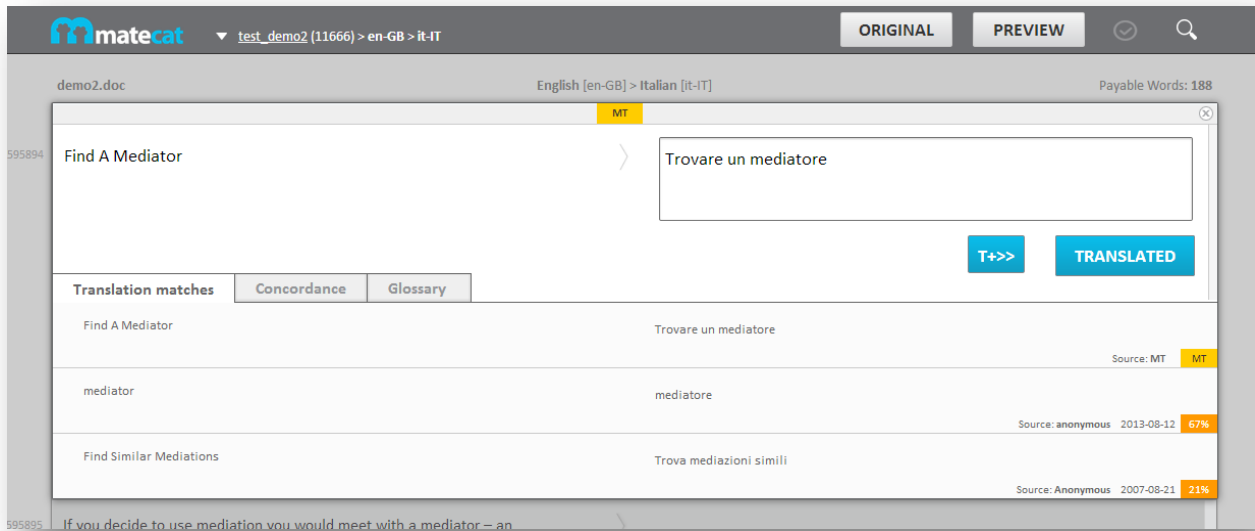 matecat ▼ test_demo2 (11666) > en-GB > it-IT ORIGINAL PREVIEW
demo2.doc English [en-GB] > Italian [it-IT] Payable Words: 188
MT
595894 Find A Mediator Trovare un mediatore
T+>> TRANSLATED
Translation matches Concordance Glossary
Find A Mediator Trovare un mediatore
Source: MT MT
mediator mediatore
Source: anonymous 2013-08-12 67%
Find Similar Mediations Trova mediazioni simili
Source: Anonymous 2007-08-21 21%
595895 If you decide to use mediation you would meet with a mediator – an